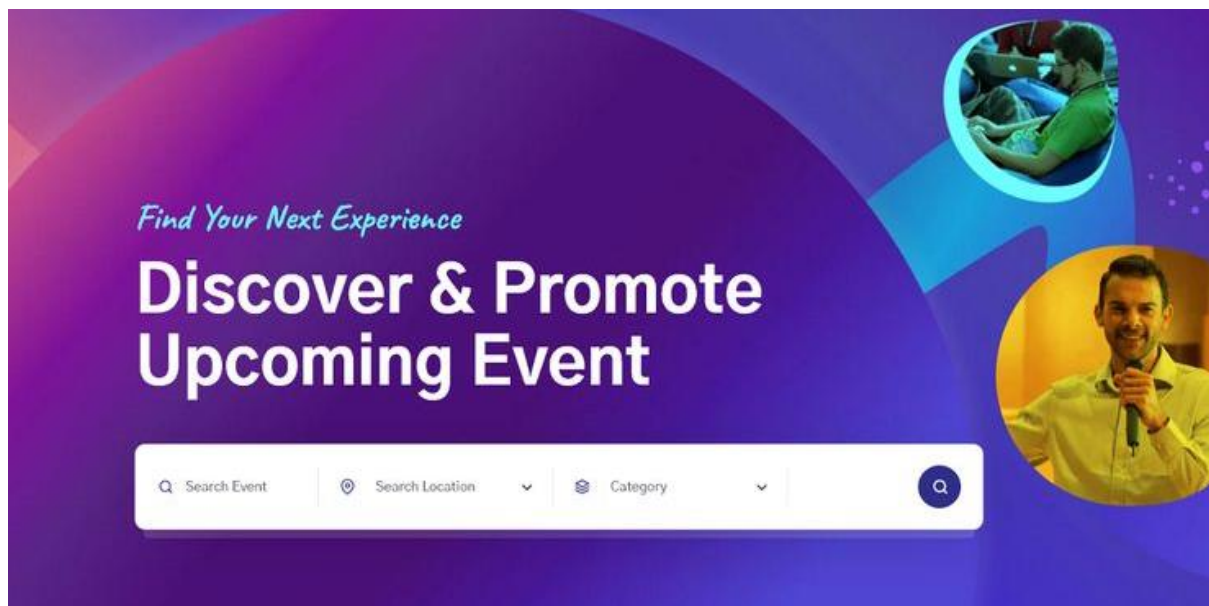 Find Your Next Experience
Discover & Promote
Upcoming Event
Search Event
Search Location
Category